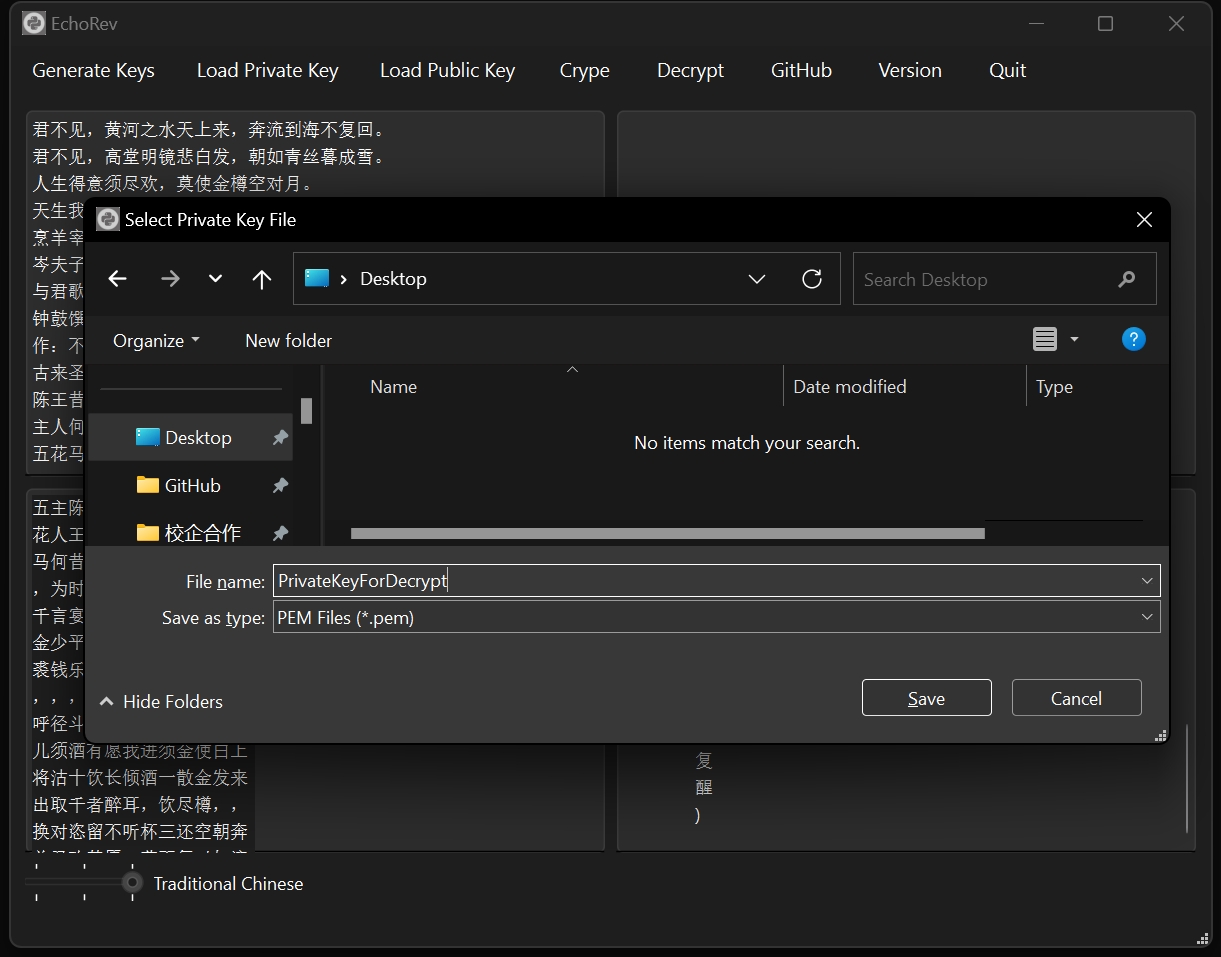 EchoRev
Generate Keys Load Private Key Load Public Key Crype Decrypt GitHub Version Quit
君不见，黄河之水天上来，奔流到海不复回。
君不见，高堂明镜悲白发，朝如青丝暮成雪。
人生得意须尽欢，莫使金樽空对月。
天生我
烹羊宰
岑夫子
与君歌
钟鼓馔
作：不
古来圣
陈王昔
主人何
五花马
Select Private Key File
Desktop
Search Desktop
Organize New folder
Name Date modified Type
No items match your search.
Desktop
GitHub
校企合作
File name: PrivateKeyForDecrypt
Save as type: PEM Files (*.pem)
Hide Folders
Save Cancel
五主陈
花人王
马何昔
，为时
千言宴
金少平
裘钱乐
，，，
呼径斗
儿须酒有愿我进须金使白上
将沽十饮长倾酒一散金发来
出取千者醉耳，饮尽樽，，
换对恣留不听杯三还空朝奔
复
醒
)
Traditional Chinese